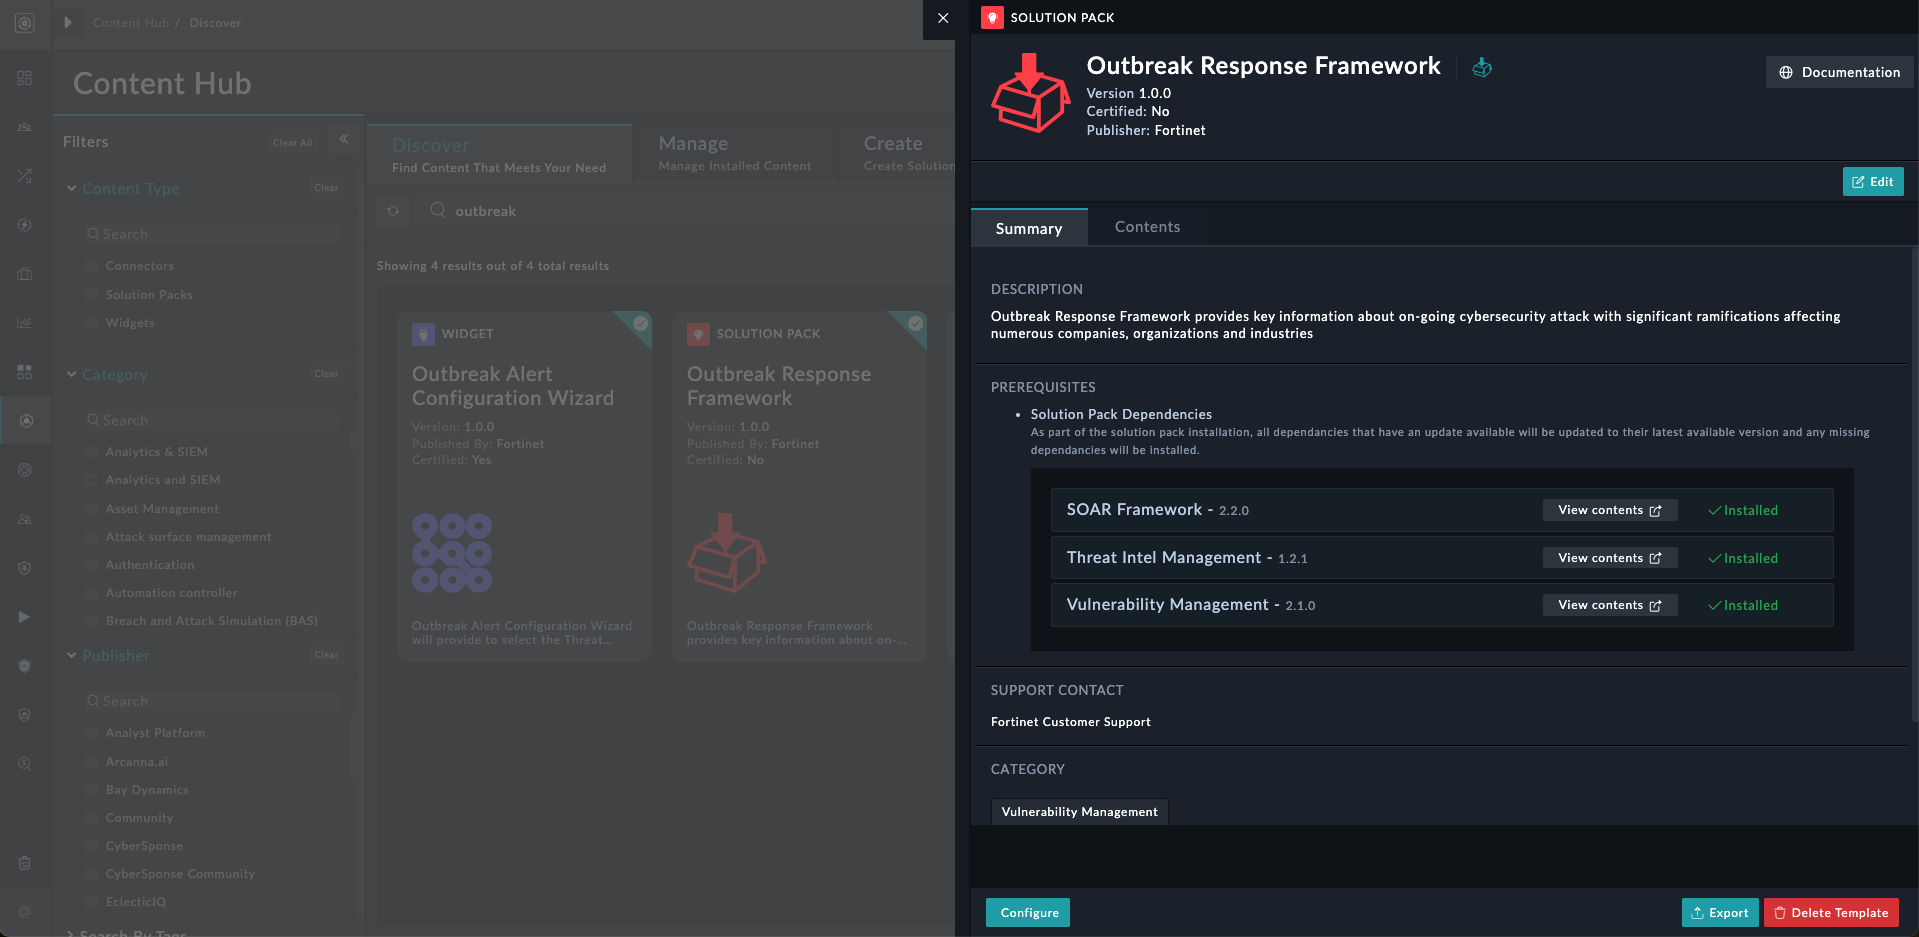 Content Hub / Discover
Content Hub
Filters
Clear All
Content Type
Clear
Search
Connectors
Solution Packs
Widgets
Category
Clear
Search
Analytics & SIEM
Analytics and SIEM
Asset Management
Attack surface management
Authentication
Automation controller
Breach and Attack Simulation (BAS)
Publisher
Clear
Search
Analyst Platform
Arcanna.ai
Bay Dynamics
Community
CyberSponse
CyberSponse Community
EclecticIQ
Search By Tags
Discover
Find Content That Meets Your Need
Manage
Manage Installed Content
Create
Create Solution
outbreak
Showing 4 results out of 4 total results
WIDGET
Outbreak Alert
Configuration Wizard
Version: 1.0.0
Published By: Fortinet
Certified: Yes
Outbreak Alert Configuration Wizard
will provide to select the Threat...
SOLUTION PACK
Outbreak Response
Framework
Version: 1.0.0
Published By: Fortinet
Certified: No
Outbreak Response Framework
provides key information about on-...
SOLUTION PACK
Outbreak Response Framework
Version 1.0.0
Certified: No
Publisher: Fortinet
Documentation
Edit
Summary
Contents
DESCRIPTION
Outbreak Response Framework provides key information about on-going cybersecurity attack with significant ramifications affecting
numerous companies, organizations and industries
PREREQUISITES
• Solution Pack Dependencies
As part of the solution pack installation, all dependancies that have an update available will be updated to their latest available version and any missing
dependancies will be installed.
SOAR Framework - 2.2.0 View contents Installed
Threat Intel Management - 1.2.1 View contents Installed
Vulnerability Management - 2.1.0 View contents Installed
SUPPORT CONTACT
Fortinet Customer Support
CATEGORY
Vulnerability Management
Configure
Export
Delete Template